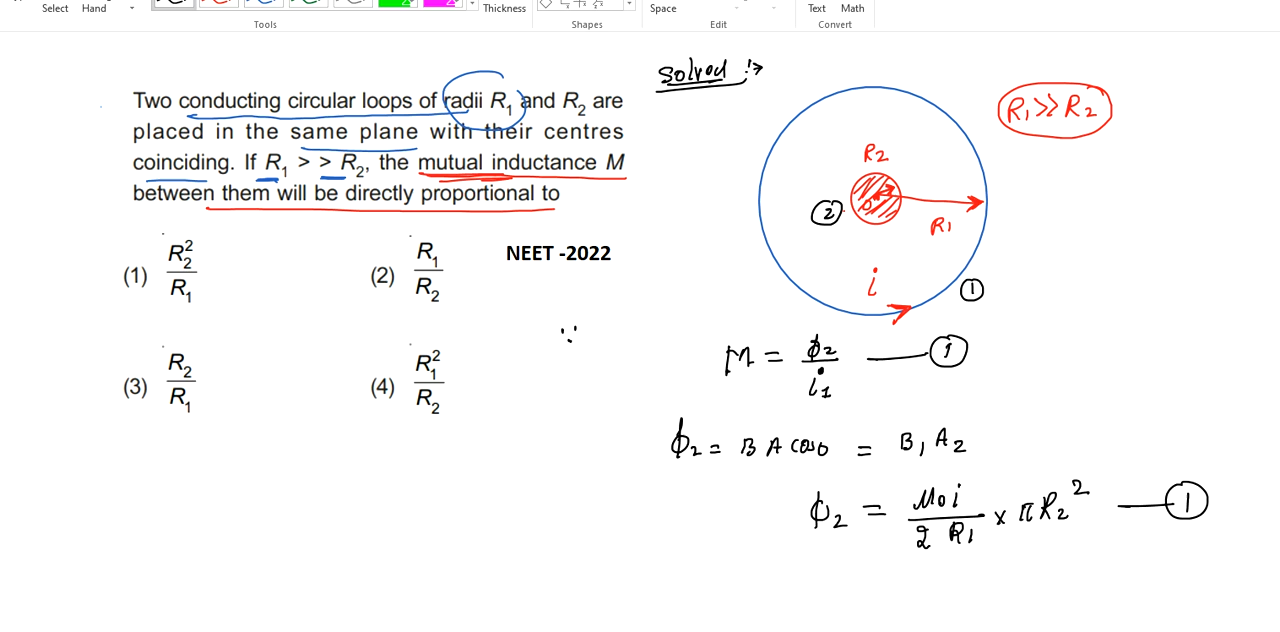 Select Hand Thickness Space Text Math
Tools Shapes Edit Convert
Solved :→
Two conducting circular loops of radii R₁ and R₂ are
placed in the same plane with their centres
coinciding. If R₁ > > R₂, the mutual inductance M
between them will be directly proportional to
(1) R₂²/R₁
(2) R₁/R₂
NEET -2022
(3) R₂/R₁
(4) R₁²/R₂
∵
R₁ >> R₂
R₂
②
R₁
i
①
M = ϕ₂/i₁ — ①
ϕ₂ = B A cos0 = B₁ A₂
ϕ₂ = μ₀i/2R₁ × πR₂² — ①